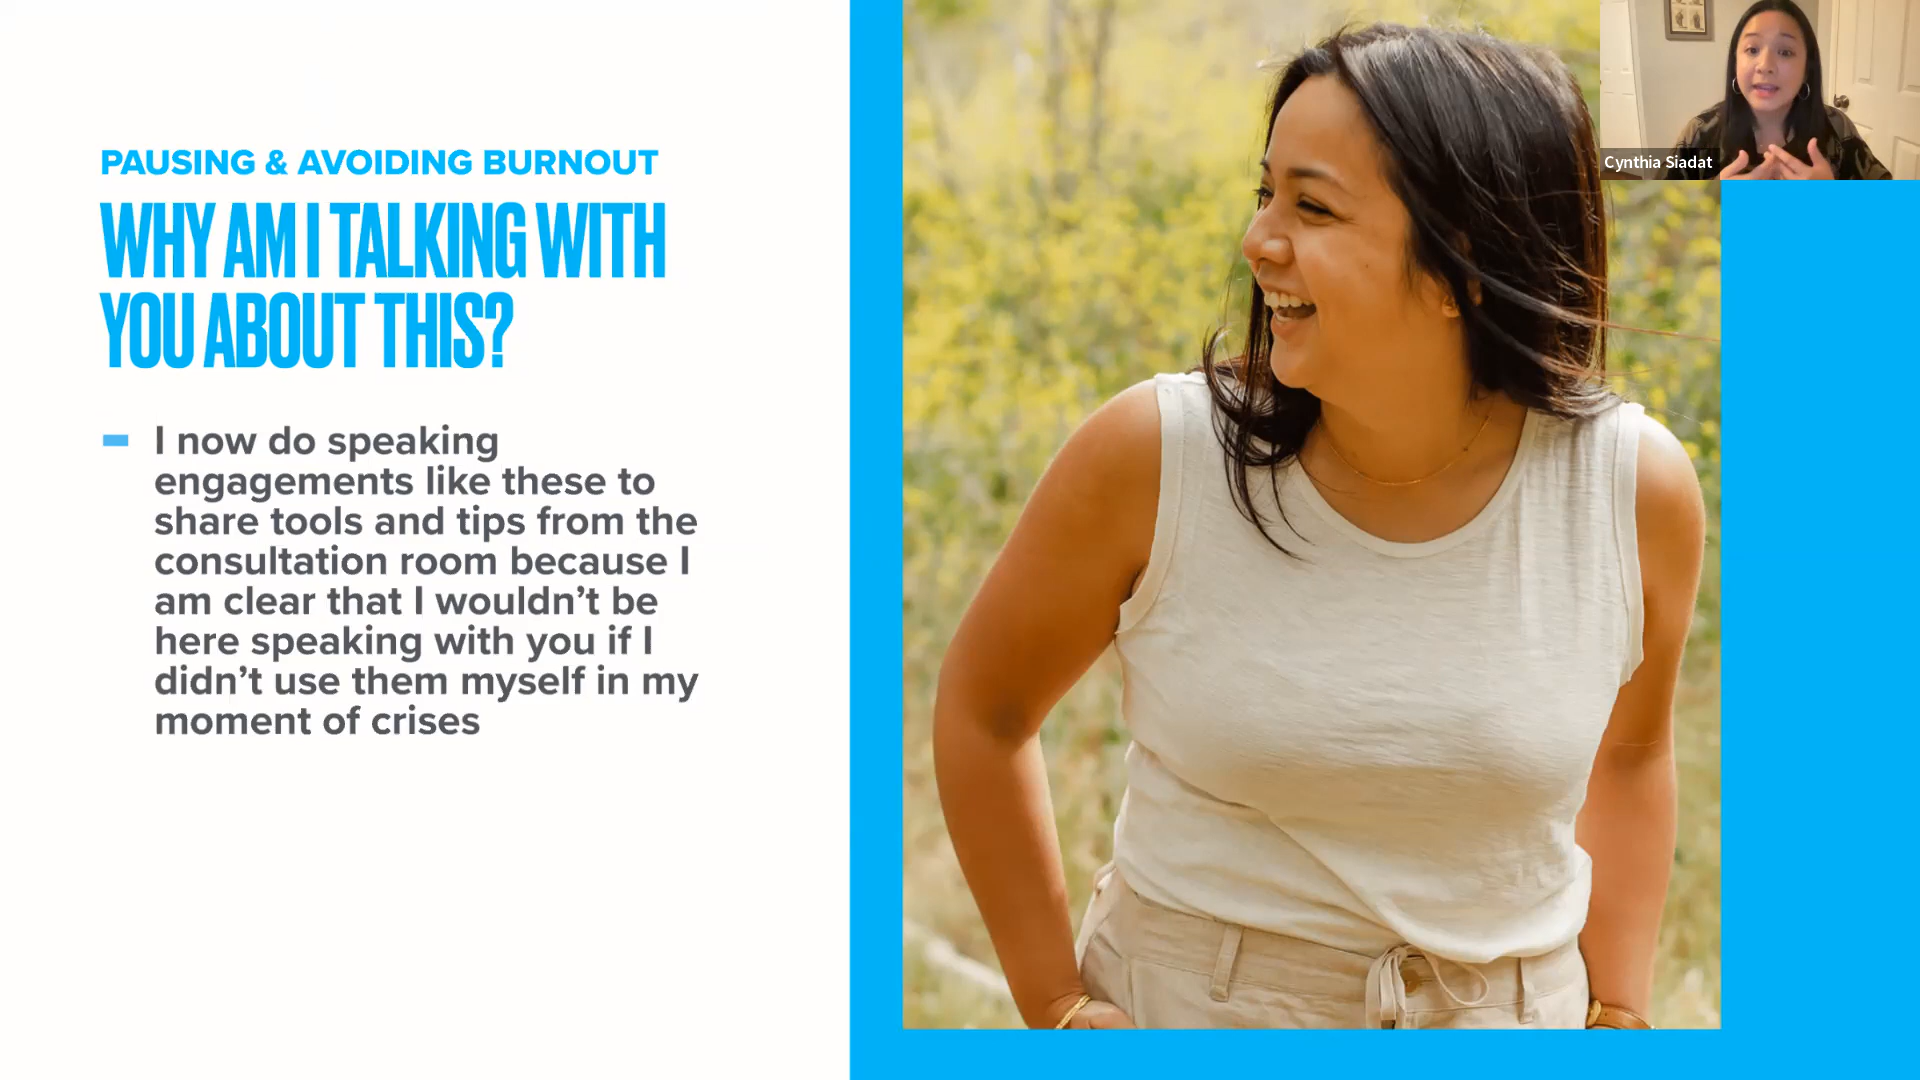 PAUSING & AVOIDING BURNOUT
WHY AM I TALKING WITH
YOU ABOUT THIS?
I now do speaking
engagements like these to
share tools and tips from the
consultation room because I
am clear that I wouldn’t be
here speaking with you if I
didn’t use them myself in my
moment of crises
Cynthia Siadat